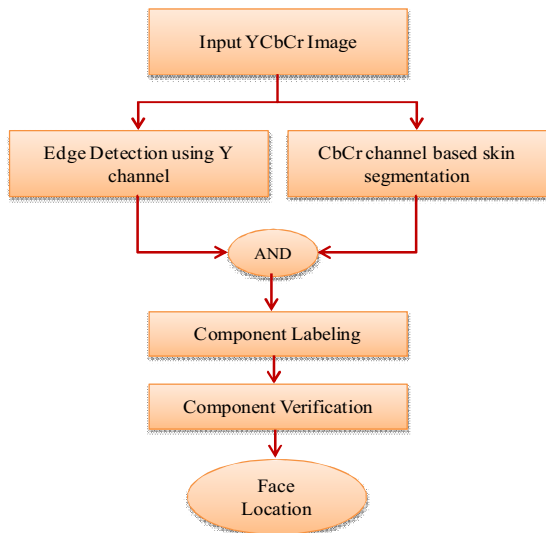 Input YCbCr Image
Edge Detection using Y
channel
CbCr channel based skin
segmentation
AND
Component Labeling
Component Verification
Face
Location